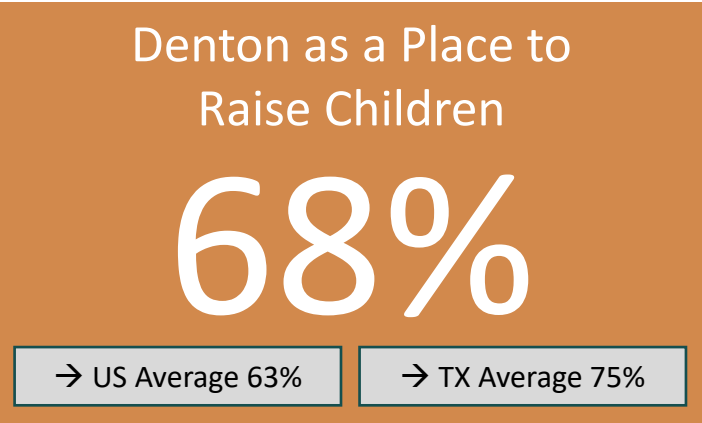 Denton as a Place to
Raise Children
68%
→ US Average 63%
→ TX Average 75%